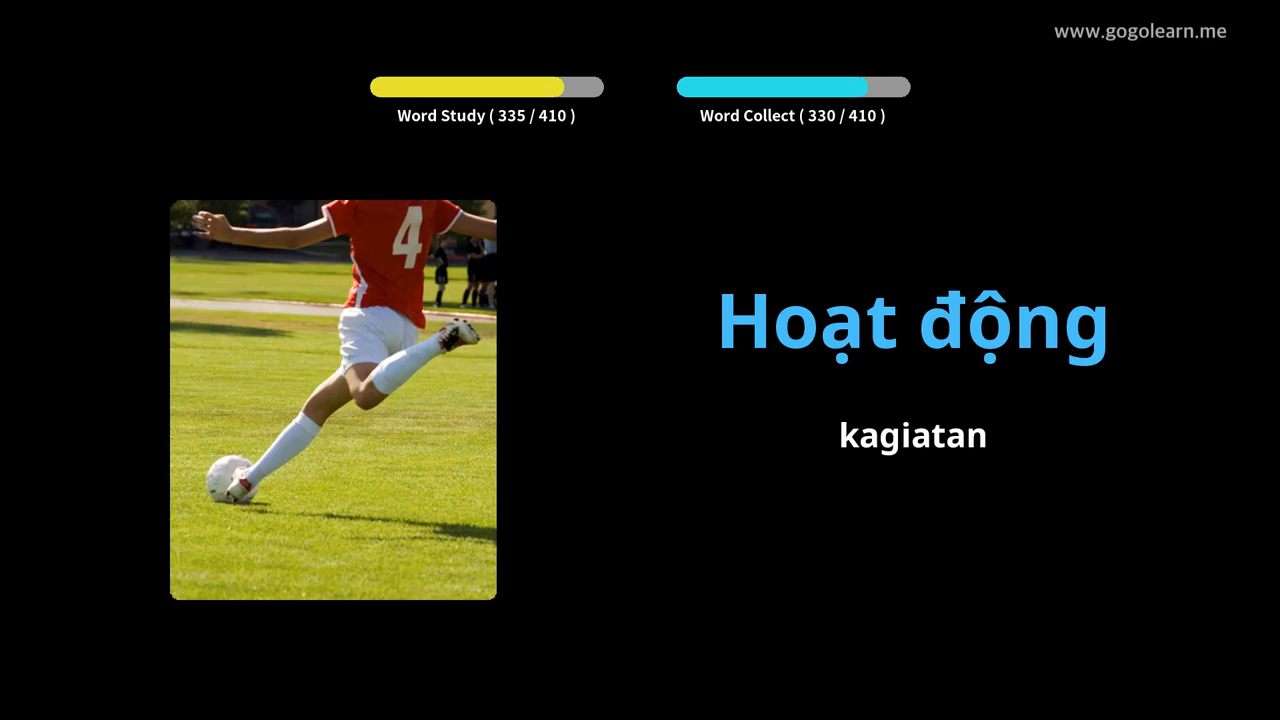 www.gogolearn.me
Word Study ( 335 / 410 )
Word Collect ( 330 / 410 )
4
Hoạt động
kagiatan